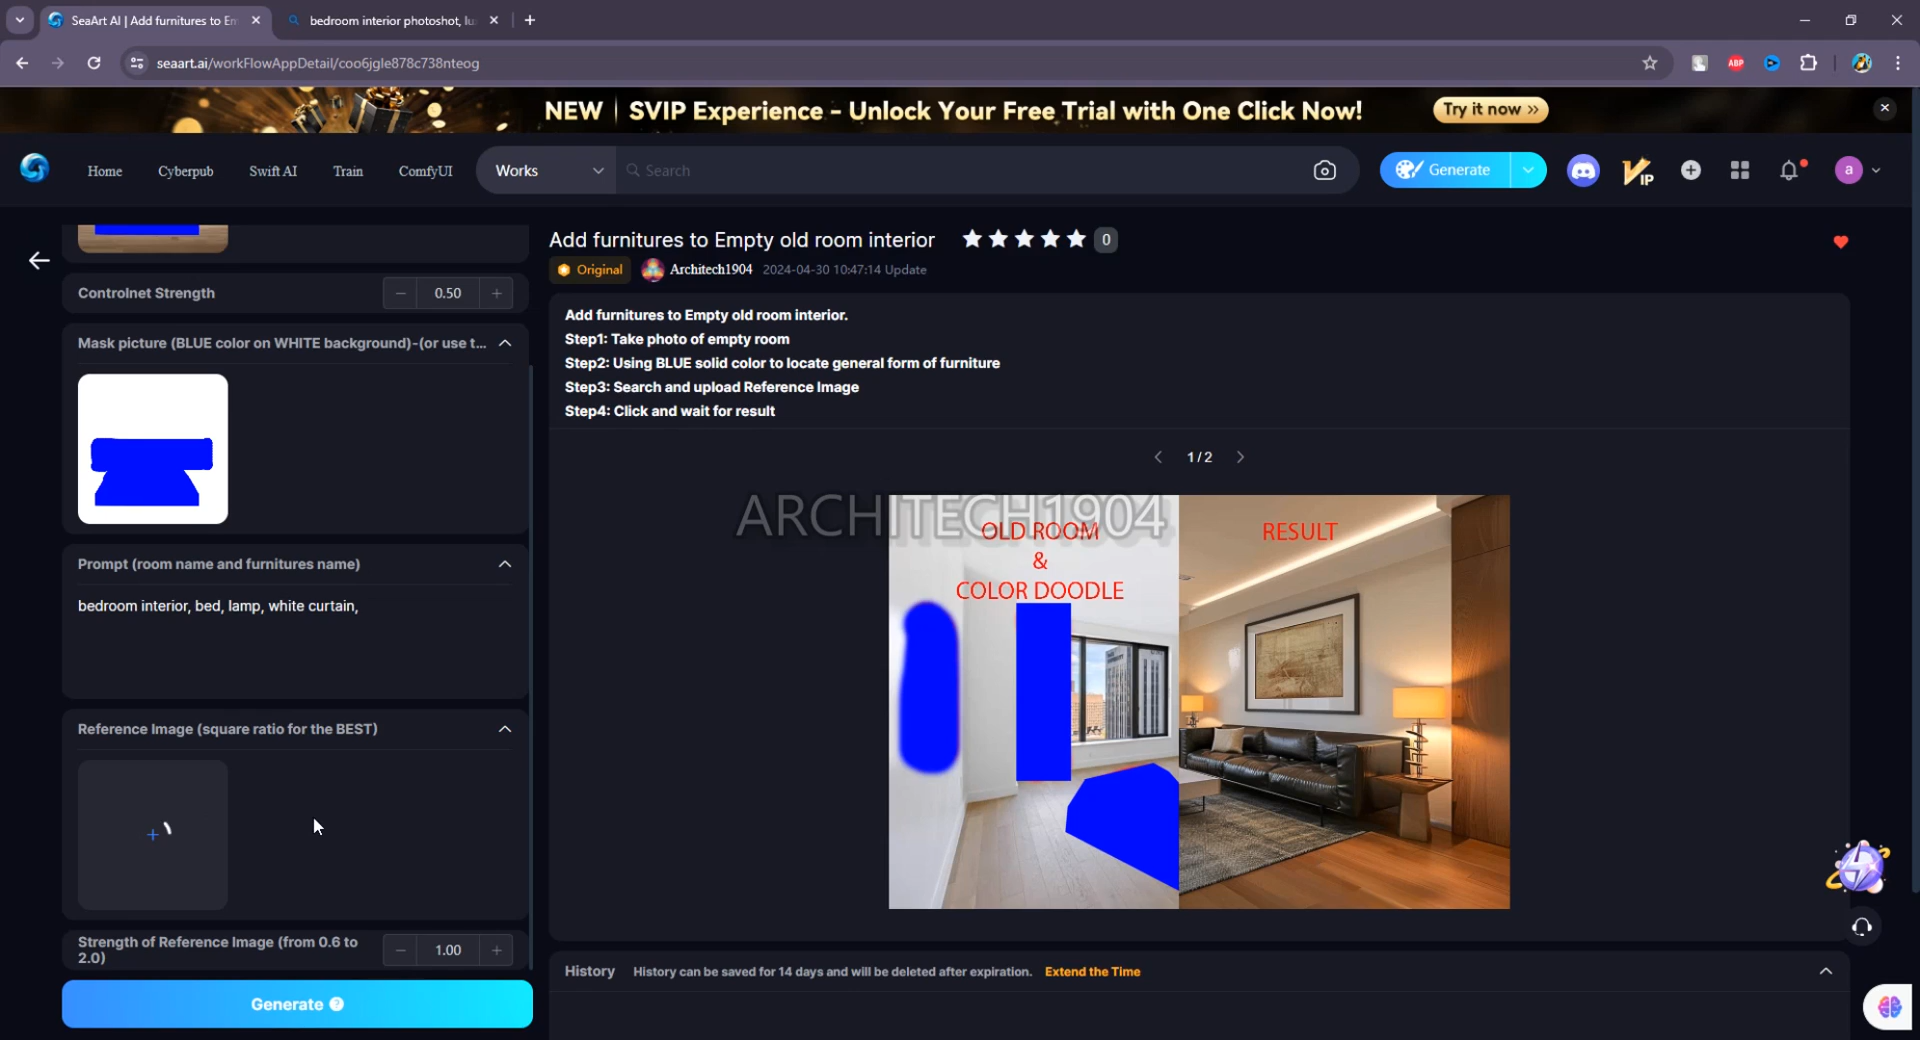 SeaArt AI | Add furnitures to Em
bedroom interior photoshot, lu
seaart.ai/workFlowAppDetail/coo6jgle878c738nteog
ABP
NEW | SVIP Experience - Unlock Your Free Trial with One Click Now!
Try it now »
Home
Cyberpub
Swift AI
Train
ComfyUI
Works
Search
Generate
VIP
a
Add furnitures to Empty old room interior
0
Original
Architech1904
2024-04-30 10:47:14 Update
Controlnet Strength
0.50
Mask picture (BLUE color on WHITE background)-(or use t...
Add furnitures to Empty old room interior.
Step1: Take photo of empty room
Step2: Using BLUE solid color to locate general form of furniture
Step3: Search and upload Reference Image
Step4: Click and wait for result
1 / 2
ARCHITECH1904
OLD ROOM
&
COLOR DOODLE
RESULT
Prompt (room name and furnitures name)
bedroom interior, bed, lamp, white curtain,
Reference Image (square ratio for the BEST)
Strength of Reference Image (from 0.6 to
2.0)
1.00
Generate
History
History can be saved for 14 days and will be deleted after expiration.
Extend the Time